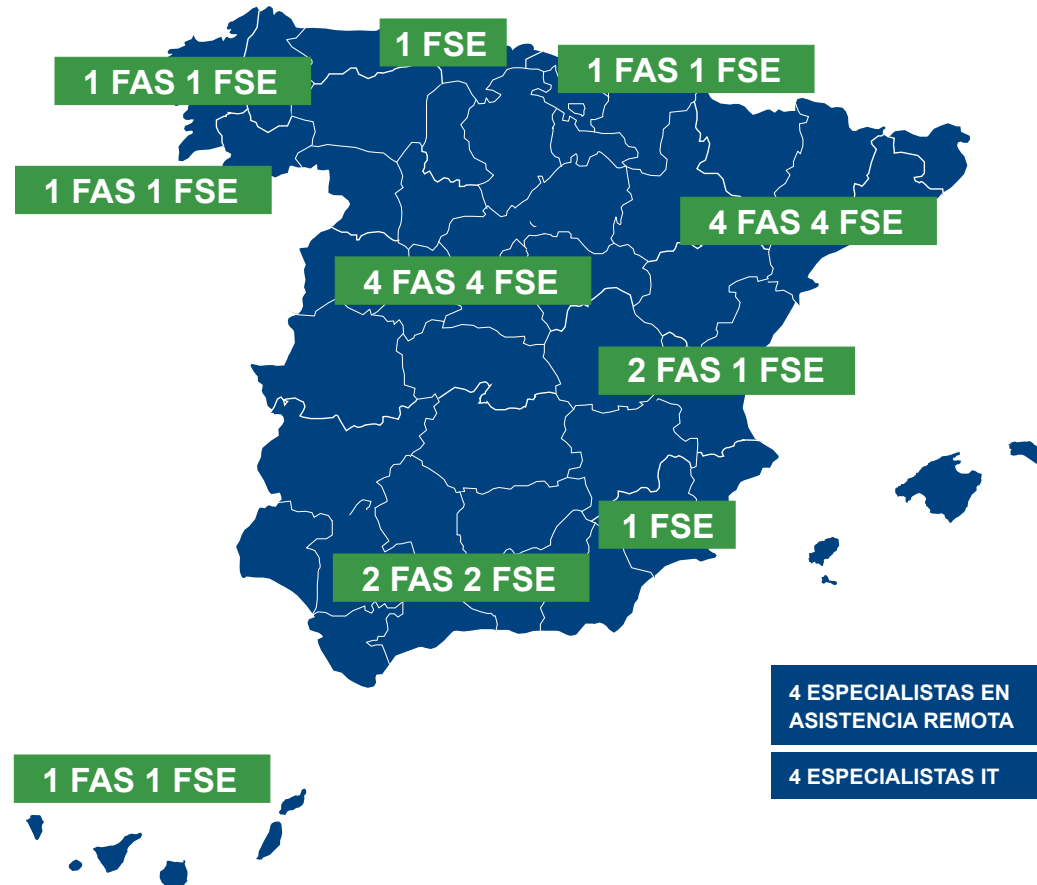 1 FSE
1 FAS 1 FSE
1 FAS 1 FSE
1 FAS 1 FSE
4 FAS 4 FSE
4 FAS 4 FSE
2 FAS 1 FSE
1 FSE
2 FAS 2 FSE
4 ESPECIALISTAS EN
ASISTENCIA REMOTA
4 ESPECIALISTAS IT
1 FAS 1 FSE